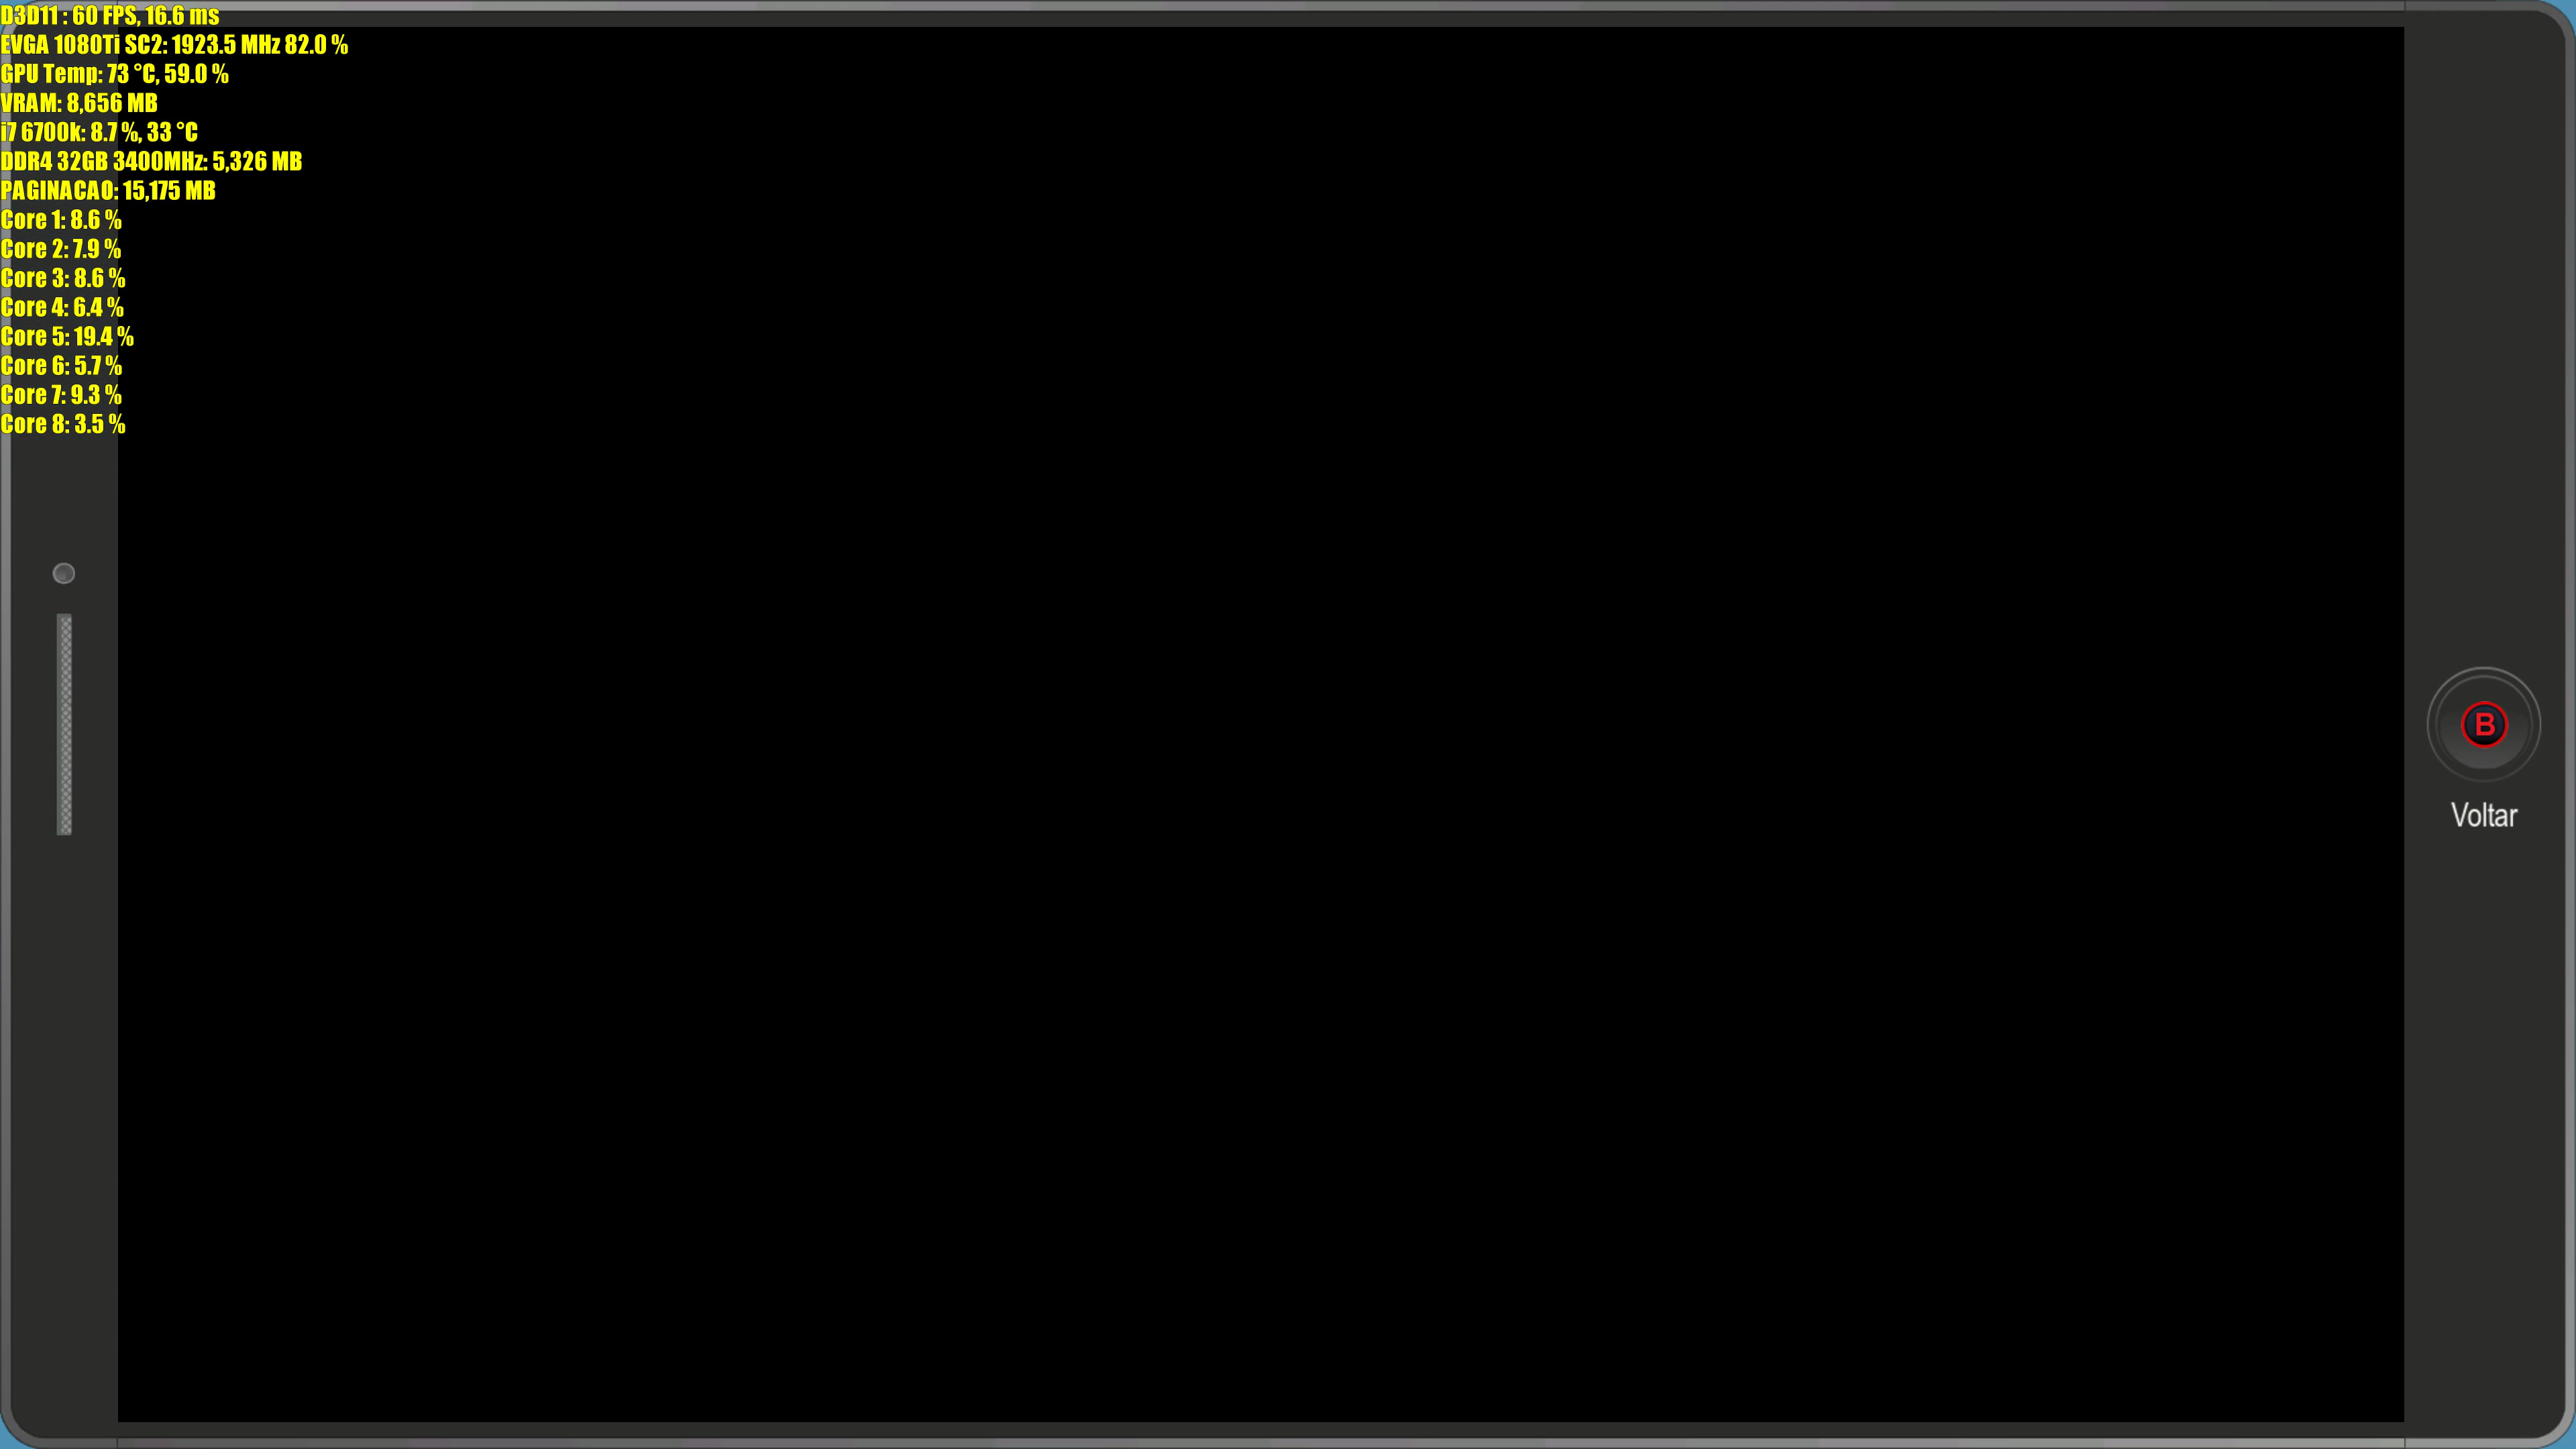 D3D11 : 60 FPS, 16.6 ms
EVGA 1080Ti SC2: 1923.5 MHz 82.0 %
GPU Temp: 73 °C, 59.0 %
VRAM: 8,656 MB
i7 6700k: 8.7 %, 33 °C
DDR4 32GB 3400MHz: 5,326 MB
PAGINACAO: 15,175 MB
Core 1: 8.6 %
Core 2: 7.9 %
Core 3: 8.6 %
Core 4: 6.4 %
Core 5: 19.4 %
Core 6: 5.7 %
Core 7: 9.3 %
Core 8: 3.5 %
B
Voltar